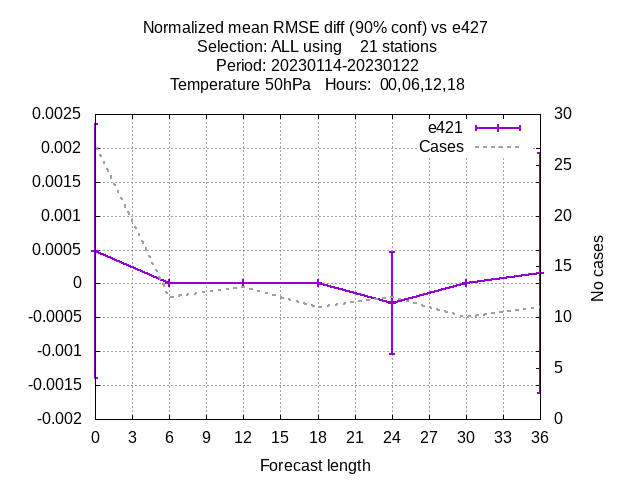 Normalized mean RMSE diff (90% conf) vs e427
Selection: ALL using    21 stations
Period: 20230114-20230122
Temperature 50hPa   Hours:  00,06,12,18
0.0025
0.002
0.0015
0.001
0.0005
0
-0.0005
-0.001
-0.0015
-0.002
e421
Cases
30
25
20
15
10
5
0
No cases
0 3 6 9 12 15 18 21 24 27 30 33 36
Forecast length